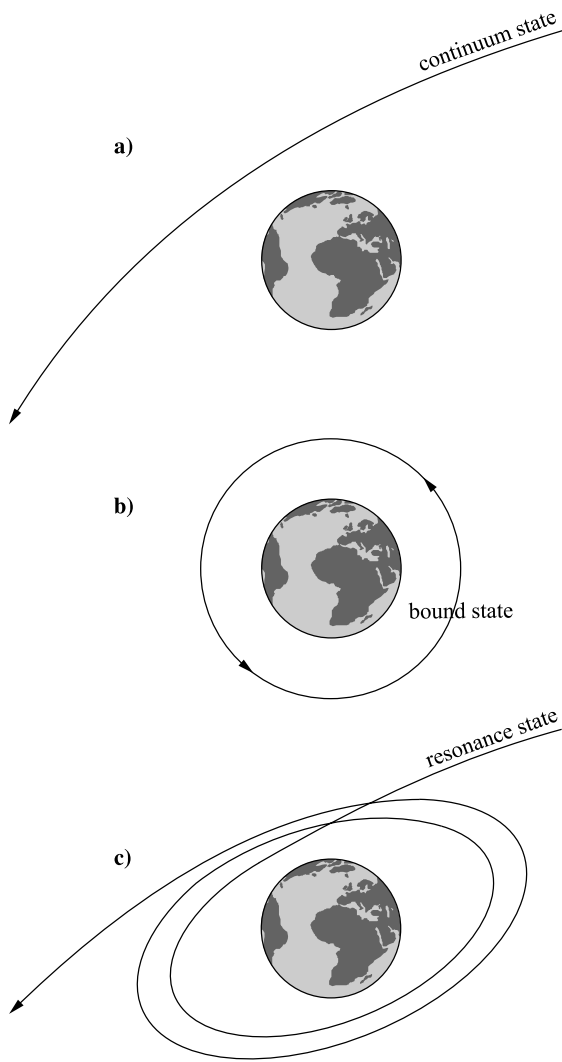 continuum state
a)
b)
bound state
resonance state
c)